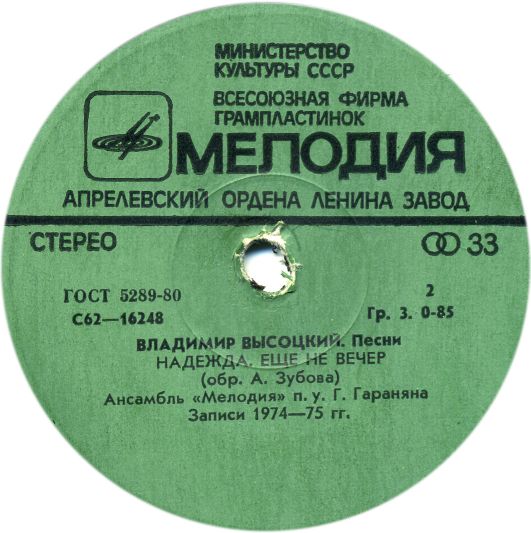 МИНИСТЕРСТВО
КУЛЬТУРЫ СССР
ВСЕСОЮЗНАЯ ФИРМА
ГРАМПЛАСТИНОК
МЕЛОДИЯ
АПРЕЛЕВСКИЙ ОРДЕНА ЛЕНИНА ЗАВОД
СТЕРЕО 33
ГОСТ 5289-80 2
С62—16248 Гр. 3. 0-85
ВЛАДИМИР ВЫСОЦКИЙ. Песни
НАДЕЖДА. ЕЩЕ НЕ ВЕЧЕР
(обр. А. Зубова)
Ансамбль «Мелодия» п. у. Г. Гараняна
Записи 1974—75 гг.